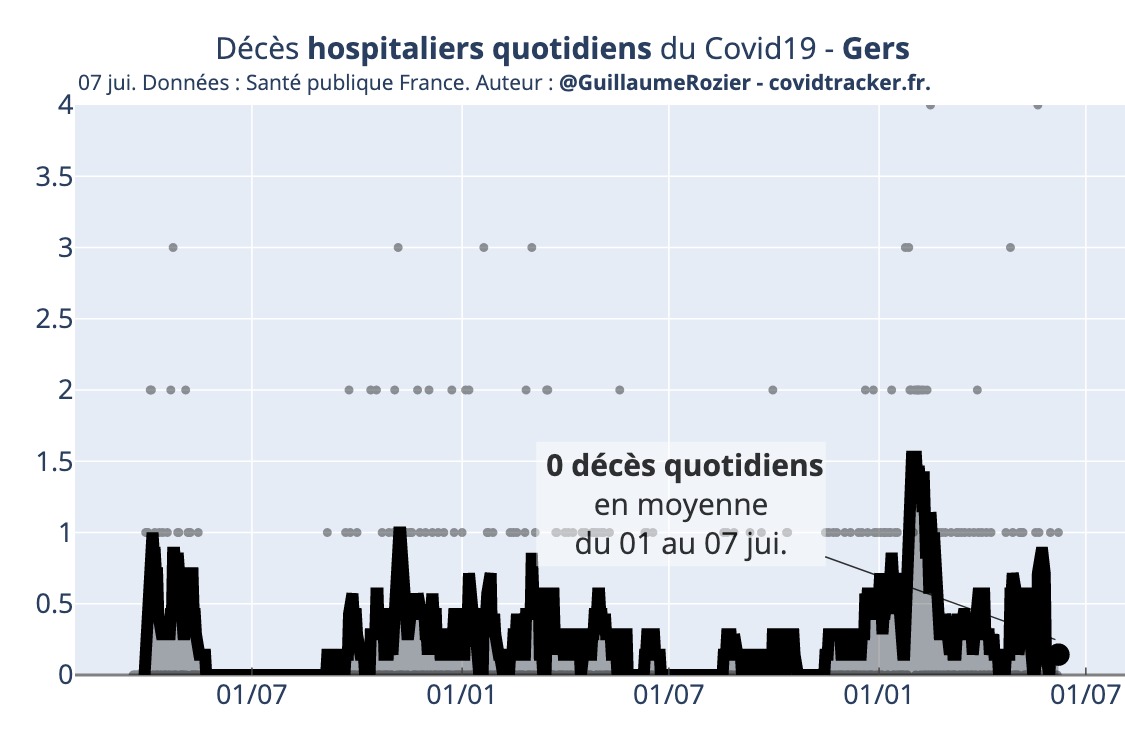 Décès hospitaliers quotidiens du Covid19 - Gers
07 jui. Données : Santé publique France. Auteur : @GuillaumeRozier - covidtracker.fr.
4
3.5
3
2.5
2
1.5
1
0.5
0
0 décès quotidiens
en moyenne
du 01 au 07 jui.
01/07 01/01 01/07 01/01 01/07